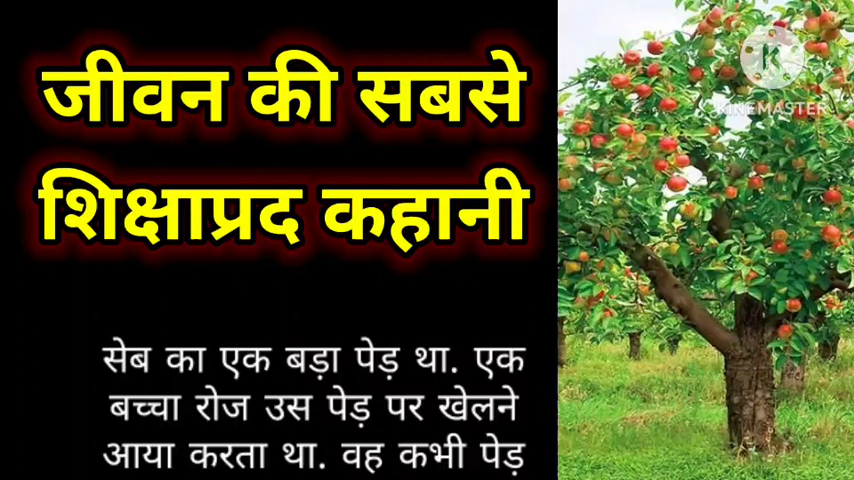 जीवन की सबसे
शिक्षाप्रद कहानी
सेब का एक बड़ा पेड़ था. एक
बच्चा रोज उस पेड़ पर खेलने
आया करता था. वह कभी पेड़
K
KINEMASTER